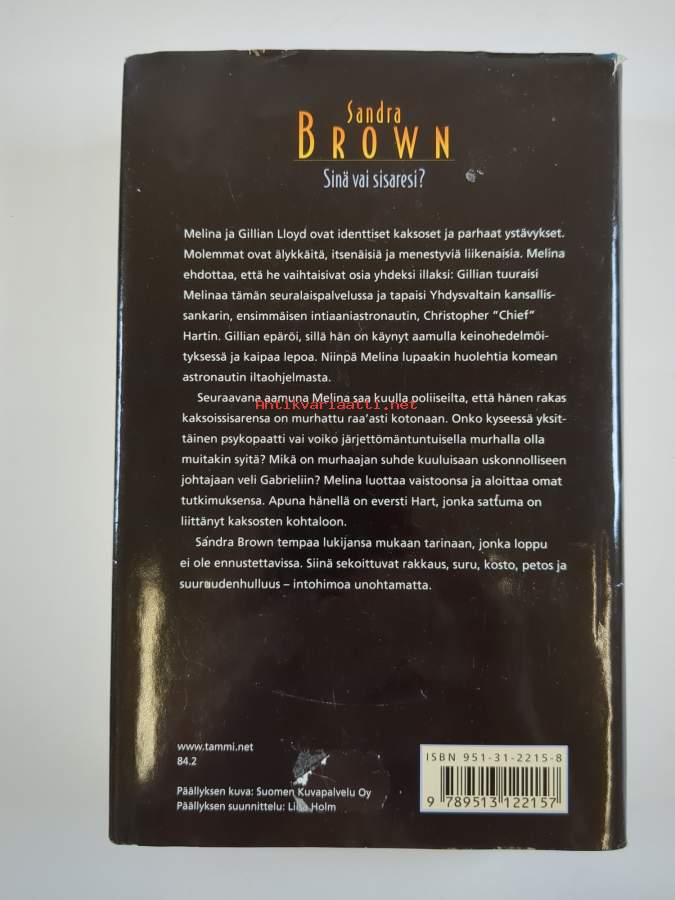 Sandra
BROWN
Sinä vai sisaresi?
Melina ja Gillian Lloyd ovat identtiset kaksoset ja parhaat ystävykset.
Molemmat ovat älykkäitä, itsenäisiä ja menestyviä liikenaisia. Melina
ehdottaa, että he vaihtaisivat osia yhdeksi illaksi: Gillian tuuraisi
Melinaa tämän seuralaispalvelussa ja tapaisi Yhdysvaltain kansallis-
sankarin, ensimmäisen intiaaniastronautin, Christopher "Chief"
Hartin. Gillian epäröi, sillä hän on käynyt aamulla keinohedelmöi-
tyksessä ja kaipaa lepoa. Niinpä Melina lupaakin huolehtia komean
astronautin iltaohjelmasta.
Seuraavana aamuna Melina saa kuulla poliiseilta, että hänen rakas
Antikvariaatti.net
kaksoissisarensa on murhattu raa'asti kotonaan. Onko kyseessä yksit-
täinen psykopaatti vai voiko järjettömäntuntuisella murhalla olla
muitakin syitä? Mikä on murhaajan suhde kuuluisaan uskonnolliseen
johtajaan veli Gabrieliin? Melina luottaa vaistoonsa ja aloittaa omat
tutkimuksensa. Apuna hänellä on eversti Hart, jonka sattuma on
liittänyt kaksosten kohtaloon.
Sandra Brown tempaa lukijansa mukaan tarinaan, jonka loppu
ei ole ennustettavissa. Siinä sekoittuvat rakkaus, suru, kosto, petos ja
suuruudenhulluus – intohimoa unohtamatta.
www.tammi.net
84.2
Päällyksen kuva: Suomen Kuvapalvelu Oy
Päällyksen suunnittelu: Liisa Holm
ISBN 951-31-2215-8
9 789513 122157